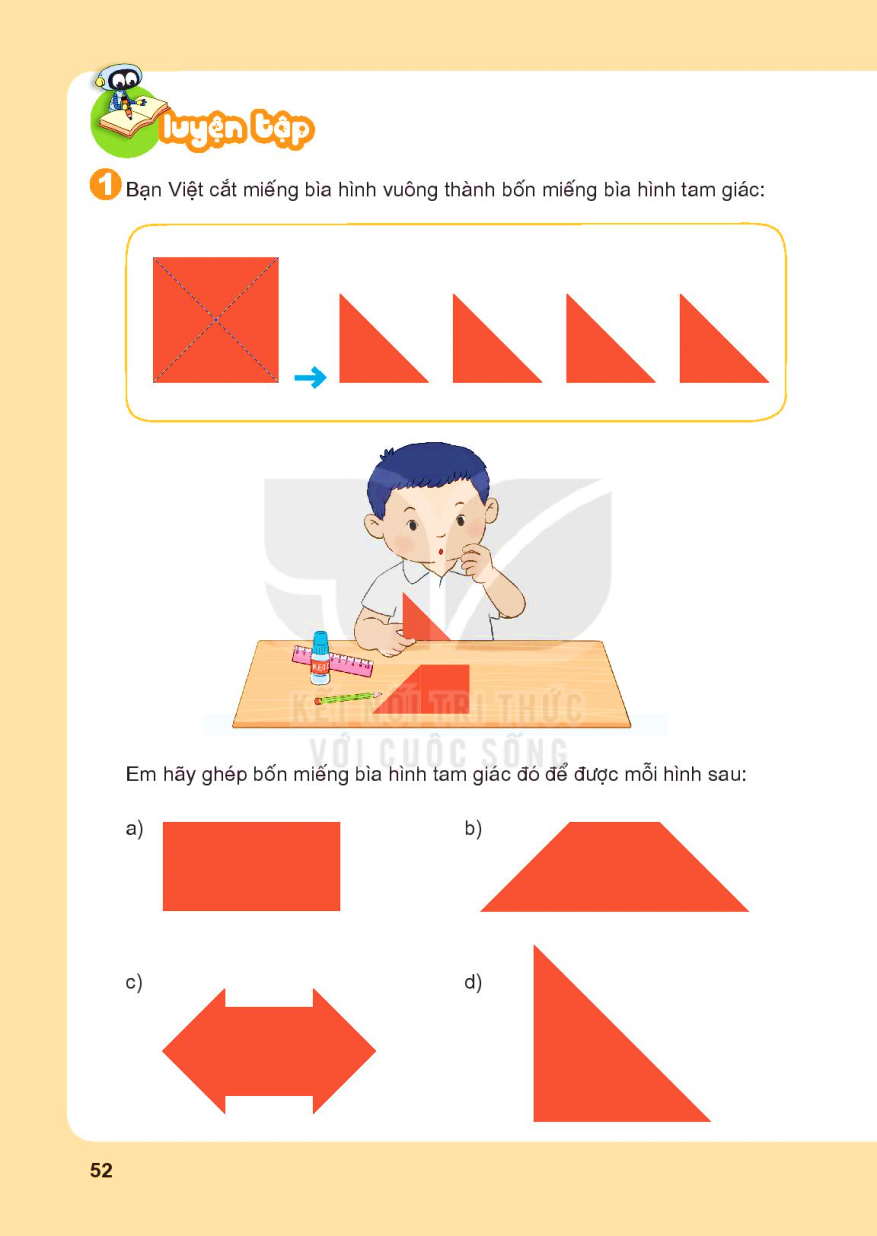 Luyện tập
1 Bạn Việt cắt miếng bìa hình vuông thành bốn miếng bìa hình tam giác:
KEO
KẾT NỐI TRI THỨC
VỚI CUỘC SỐNG
Em hãy ghép bốn miếng bìa hình tam giác đó để được mỗi hình sau:
a) b)
c) d)
52